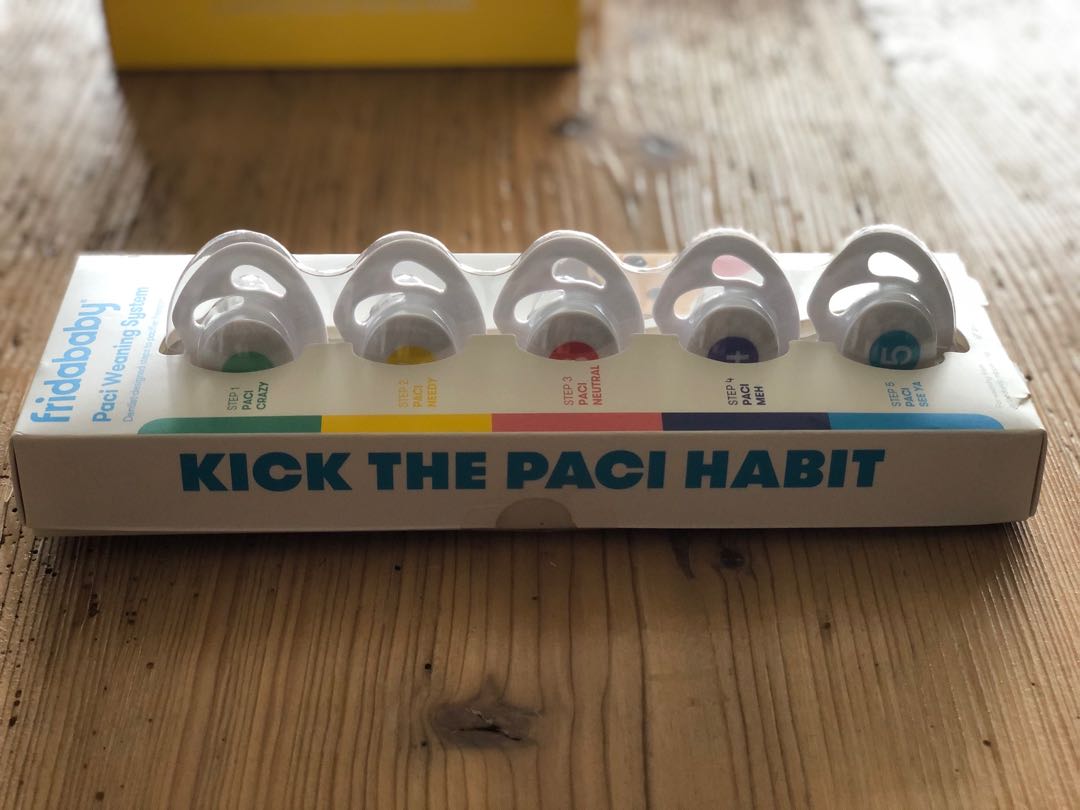 fridababy®
Paci Weaning System
STEP 1
PACI
CRAZY
STEP 2
PACI
NEEDY
STEP 3
PACI
NEUTRAL
STEP 4
PACI
MEH
5
STEP 5
PACI
SEE YA
KICK THE PACI HABIT